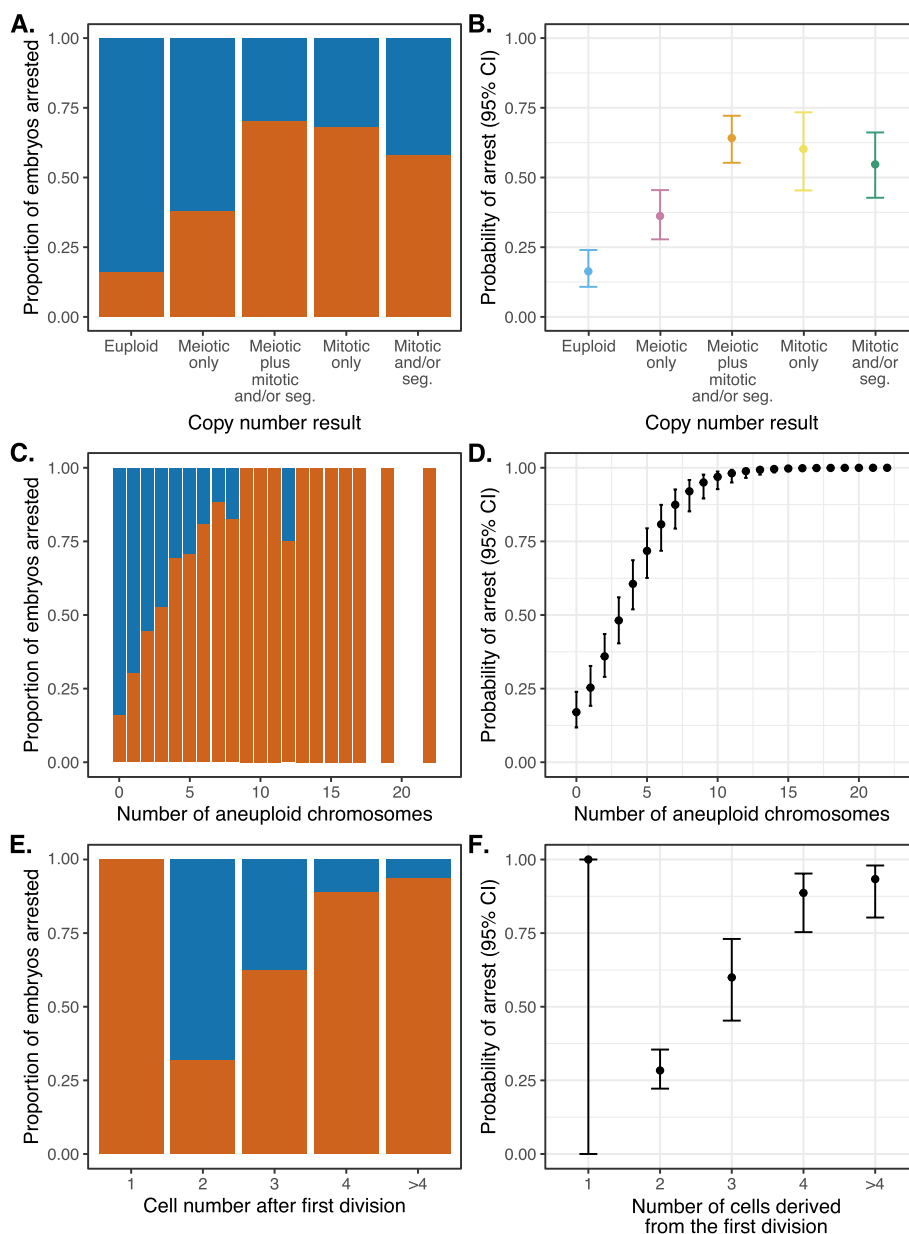 A.
Proportion of embryos arrested
1.00
0.75
0.50
0.25
0.00
Euploid
Meiotic
only
Meiotic
plus
mitotic
and/or seg.
Mitotic
only
Mitotic
and/or
seg.
Copy number result
B.
Probability of arrest (95% CI)
1.00
0.75
0.50
0.25
0.00
Euploid
Meiotic
only
Meiotic
plus
mitotic
and/or seg.
Mitotic
only
Mitotic
and/or
seg.
Copy number result
C.
Proportion of embryos arrested
1.00
0.75
0.50
0.25
0.00
0 5 10 15 20
Number of aneuploid chromosomes
D.
Probability of arrest (95% CI)
1.00
0.75
0.50
0.25
0.00
0 5 10 15 20
Number of aneuploid chromosomes
E.
Proportion of embryos arrested
1.00
0.75
0.50
0.25
0.00
1 2 3 4 >4
Cell number after first division
F.
Probability of arrest (95% CI)
1.00
0.75
0.50
0.25
0.00
1 2 3 4 >4
Number of cells derived
from the first division